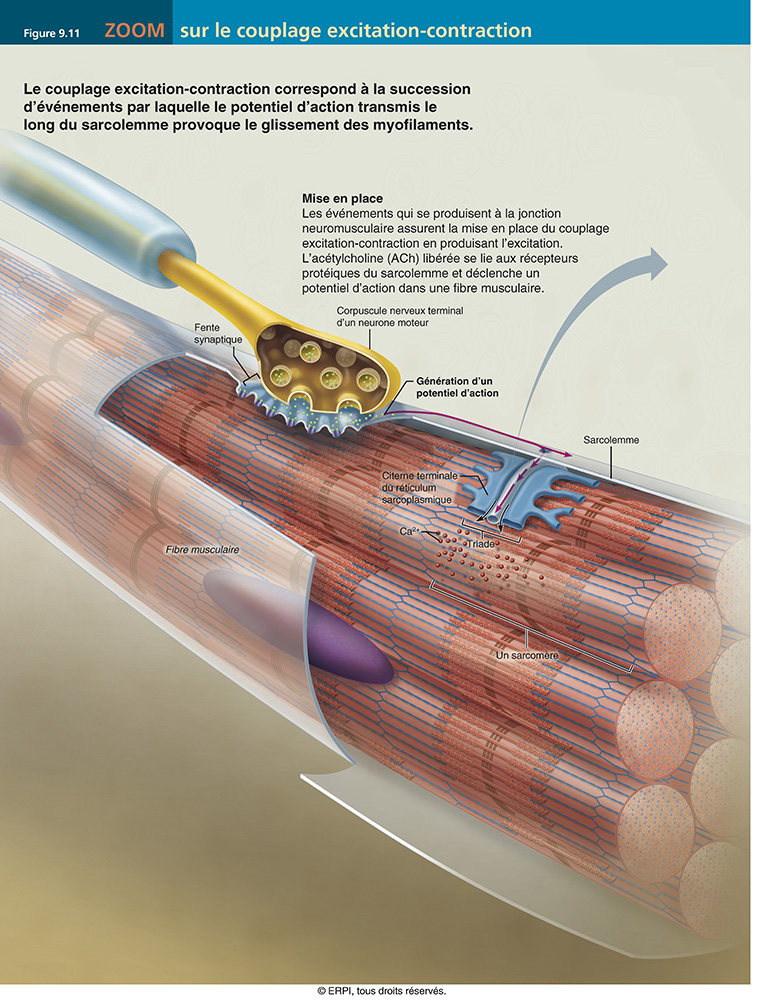 Figure 9.11 ZOOM sur le couplage excitation-contraction
Le couplage excitation-contraction correspond à la succession
d’événements par laquelle le potentiel d’action transmis le
long du sarcolemme provoque le glissement des myofilaments.
Mise en place
Les événements qui se produisent à la jonction
neuromusculaire assurent la mise en place du couplage
excitation-contraction en produisant l’excitation.
L’acétylcholine (ACh) libérée se lie aux récepteurs
protéiques du sarcolemme et déclenche un
potentiel d’action dans une fibre musculaire.
Corpuscule nerveux terminal
d’un neurone moteur
Fente
synaptique
Génération d’un
potentiel d’action
Sarcolemme
Citerne terminale
du réticulum
sarcoplasmique
Ca²⁺
Triade
Fibre musculaire
Un sarcomère
© ERPI, tous droits réservés.